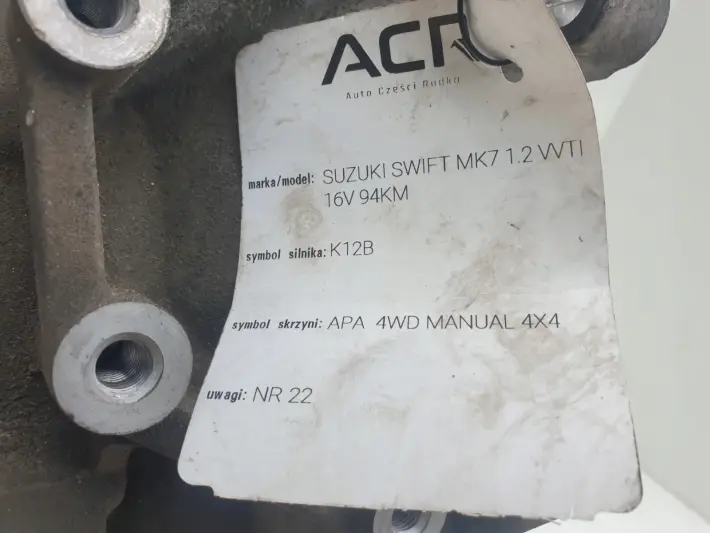 ACR
Auto Części Rodko
marka/model: SUZUKI SWIFT MK7 1.2 VVTI
16V 94KM
symbol silnika: K12B
symbol skrzyni: APA 4WD MANUAL 4X4
uwagi: NR 22